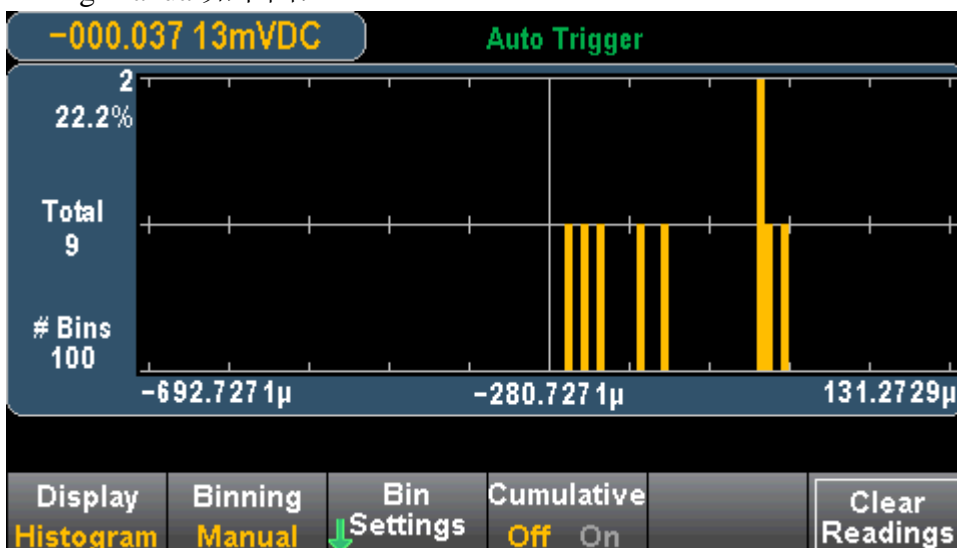 -000.037 13mVDC
Auto Trigger
2
22.2%
Total
9
# Bins
100
-692.7271µ
-280.7271µ
131.2729µ
Display
Histogram
Binning
Manual
Bin
Settings
Cumulative
Off On
Clear
Readings